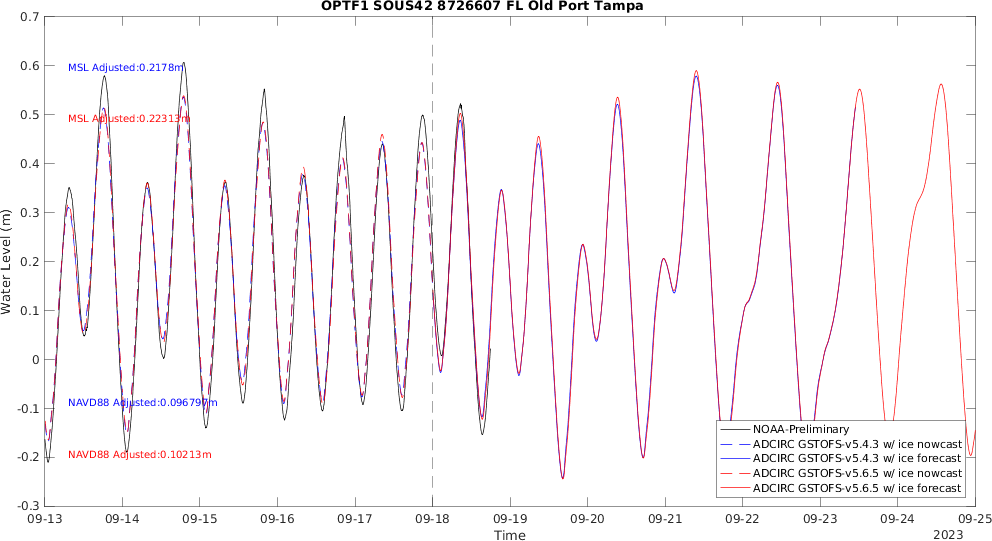 OPTF1 SOUS42 8726607 FL Old Port Tampa
0.7
0.6
0.5
0.4
0.3
0.2
0.1
0
-0.1
-0.2
-0.3
Water Level (m)
MSL Adjusted:0.2178m
MSL Adjusted:0.22313m
NAVD88 Adjusted:0.096797m
NAVD88 Adjusted:0.10213m
NOAA-Preliminary
ADCIRC GSTOFS-v5.4.3 w/ ice nowcast
ADCIRC GSTOFS-v5.4.3 w/ ice forecast
ADCIRC GSTOFS-v5.6.5 w/ ice nowcast
ADCIRC GSTOFS-v5.6.5 w/ ice forecast
09-13 09-14 09-15 09-16 09-17 09-18 09-19 09-20 09-21 09-22 09-23 09-24 09-25
Time
2023